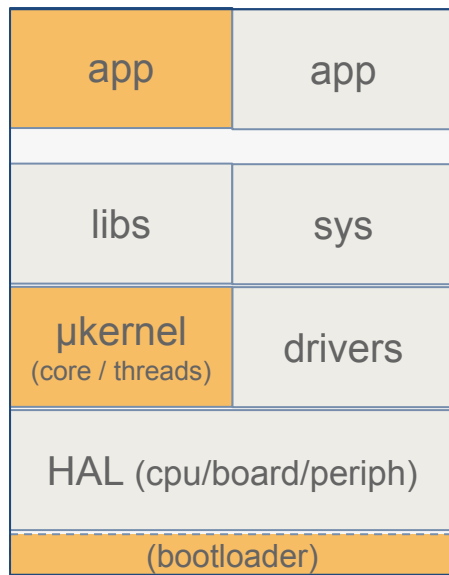 app
app
libs
sys
µkernel
(core / threads)
drivers
HAL (cpu/board/periph)
(bootloader)